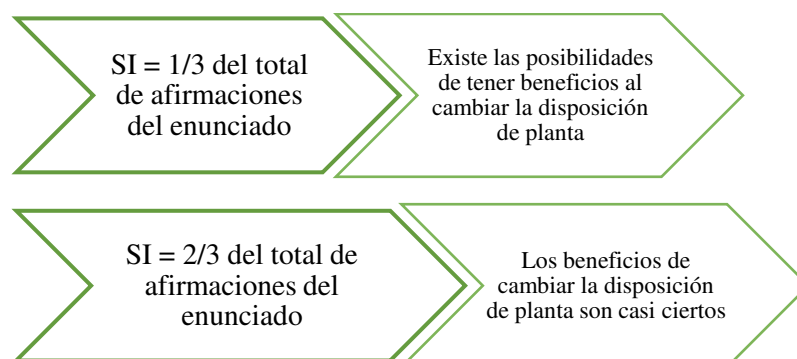 SI = 1/3 del total
de afirmaciones
del enunciado
Existe las posibilidades
de tener beneficios al
cambiar la disposición
de planta
SI = 2/3 del total de
afirmaciones del
enunciado
Los beneficios de
cambiar la disposición
de planta son casi ciertos